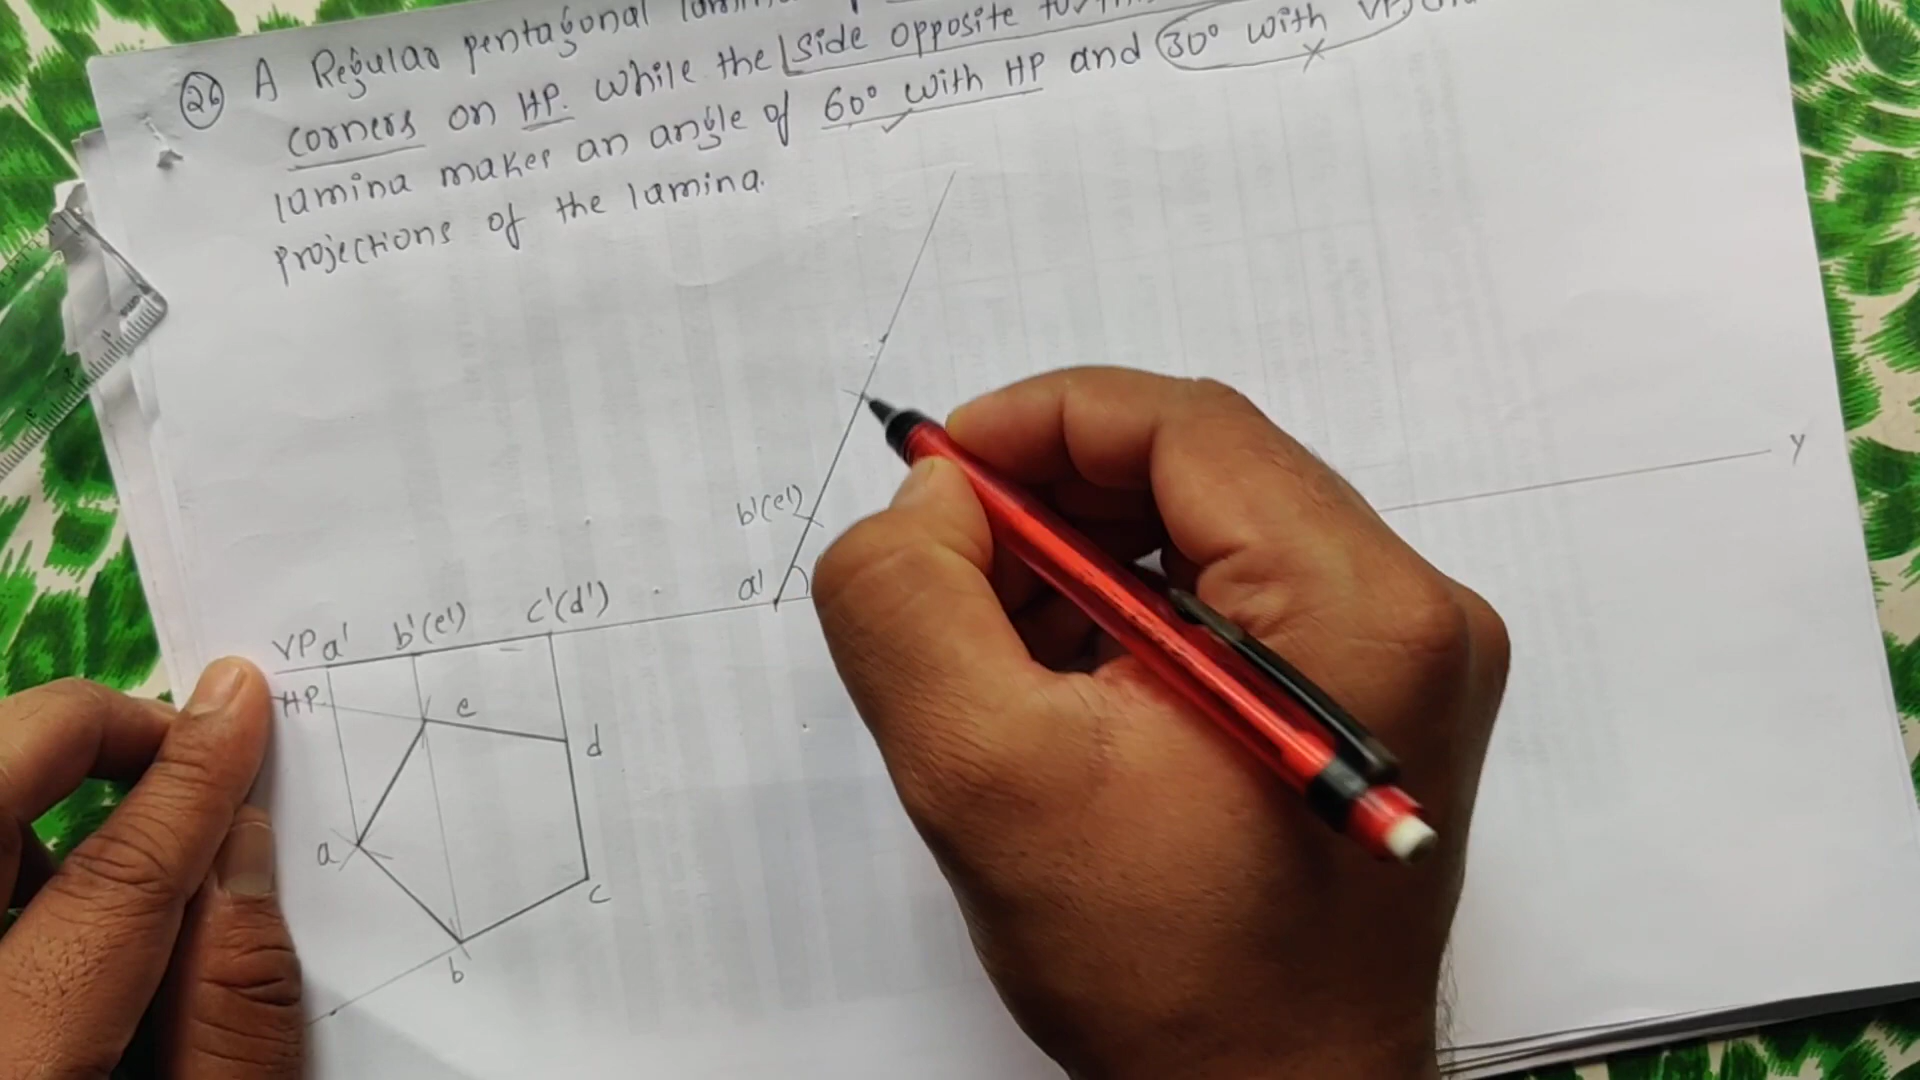 26 A Regular pentagonal
side opposite
corners on HP. While the 30° with VP
lamina makes an angle of 60° with HP and
projections of the lamina.
b'(e')
a'
Y
VP a' b'(e') c'(d')
HP
e
d
a
c
b